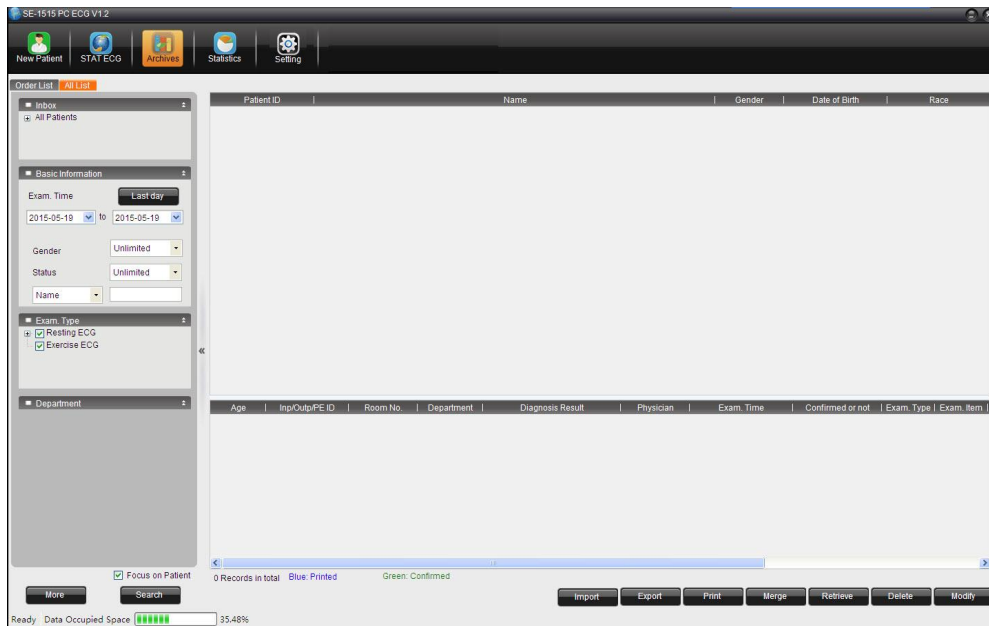 SE-1515 PC ECG V1.2
New Patient STAT ECG Archives Statistics Setting
Order List All List
Inbox
All Patients
Basic Information
Exam. Time Last day
2015-05-19 to 2015-05-19
Gender Unlimited
Status Unlimited
Name
Exam. Type
Resting ECG
Exercise ECG
Department
Patient ID Name Gender Date of Birth Race
Age Inp/Outp/PE ID Room No. Department Diagnosis Result Physician Exam. Time Confirmed or not Exam. Type Exam. Item
Focus on Patient
0 Records in total Blue: Printed Green: Confirmed
More Search
Import Export Print Merge Retrieve Delete Modify
Ready Data Occupied Space 35.48%